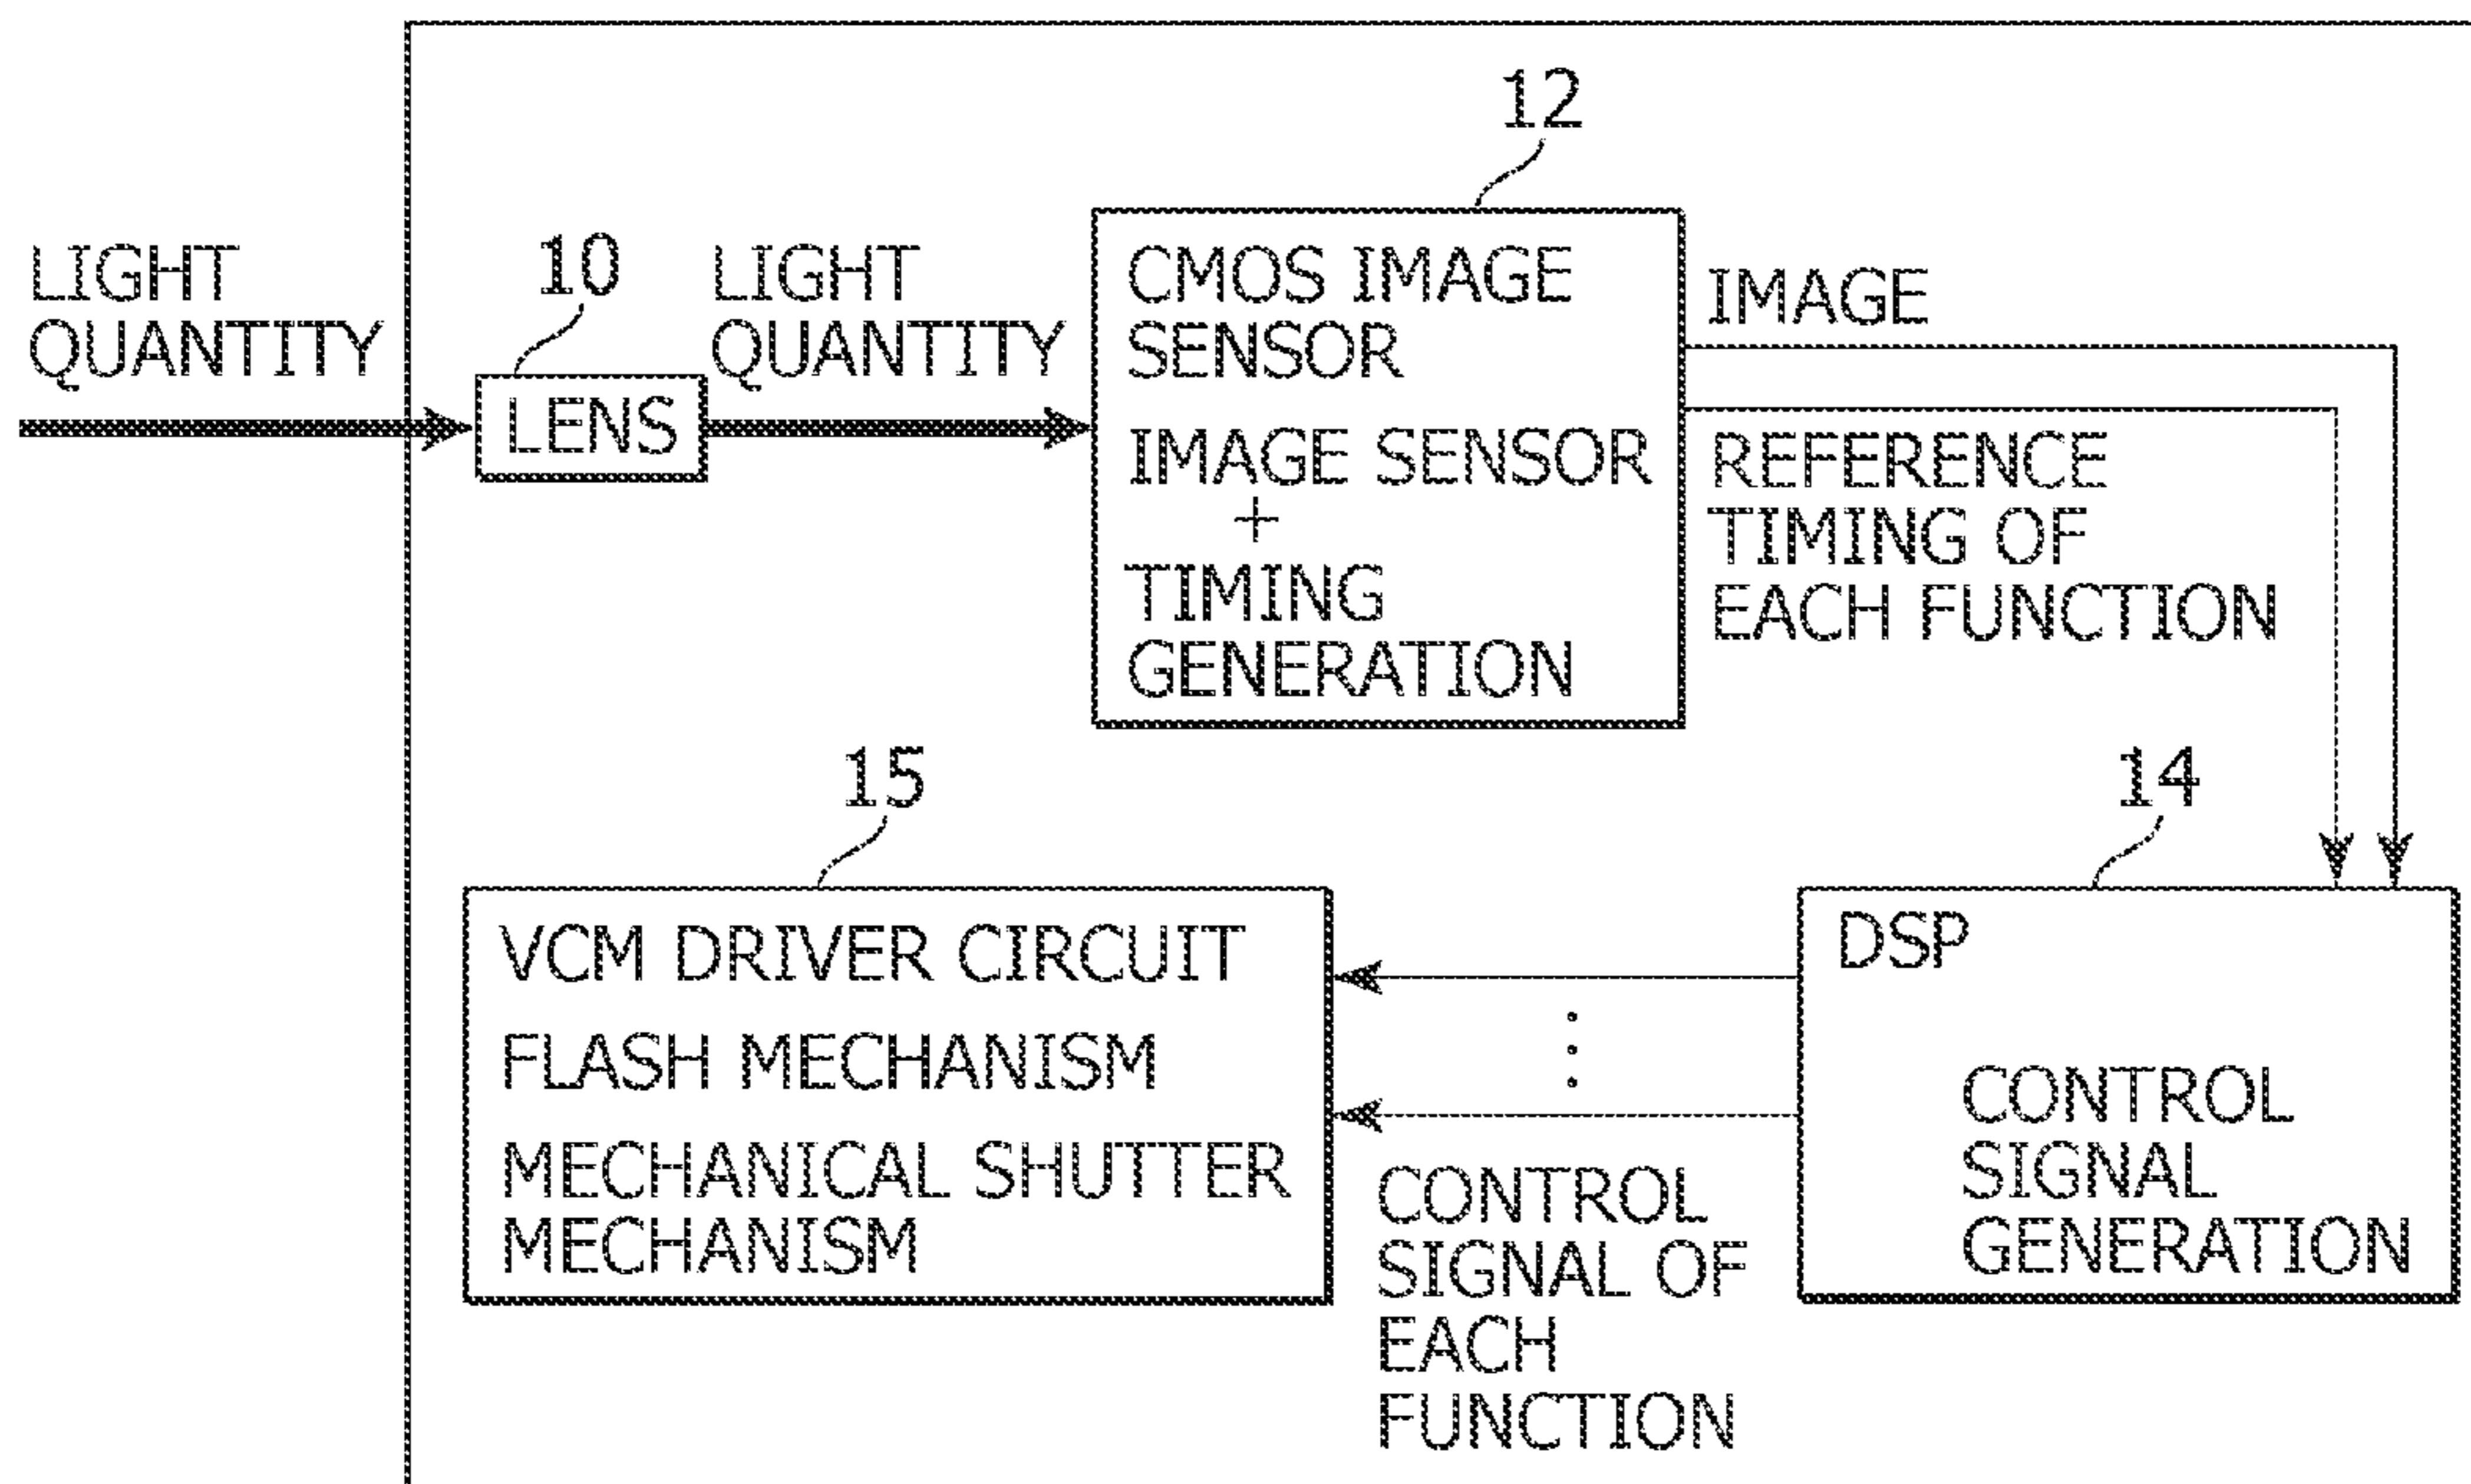 12
LIGHT
QUANTITY
10
LIGHT
QUANTITY
LENS
CMOS IMAGE
SENSOR
IMAGE SENSOR
+
TIMING
GENERATION
IMAGE
REFERENCE
TIMING OF
EACH FUNCTION
15
14
VCM DRIVER CIRCUIT
FLASH MECHANISM
MECHANICAL SHUTTER
MECHANISM
DSP
CONTROL
SIGNAL
GENERATION
CONTROL
SIGNAL OF
EACH
FUNCTION